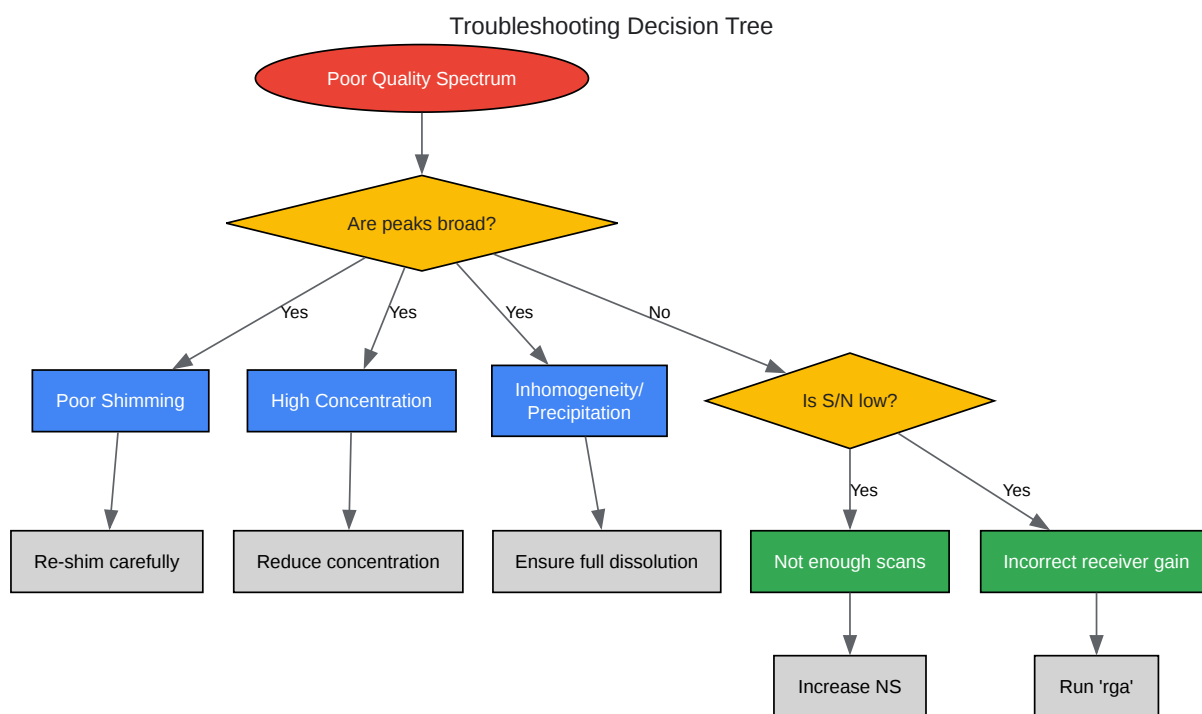 Troubleshooting Decision Tree
Poor Quality Spectrum
Are peaks broad?
Yes
Yes
Yes
No
Poor Shimming
High Concentration
Inhomogeneity/
Precipitation
Is S/N low?
Yes
Yes
Re-shim carefully
Reduce concentration
Ensure full dissolution
Not enough scans
Incorrect receiver gain
Increase NS
Run 'rga'